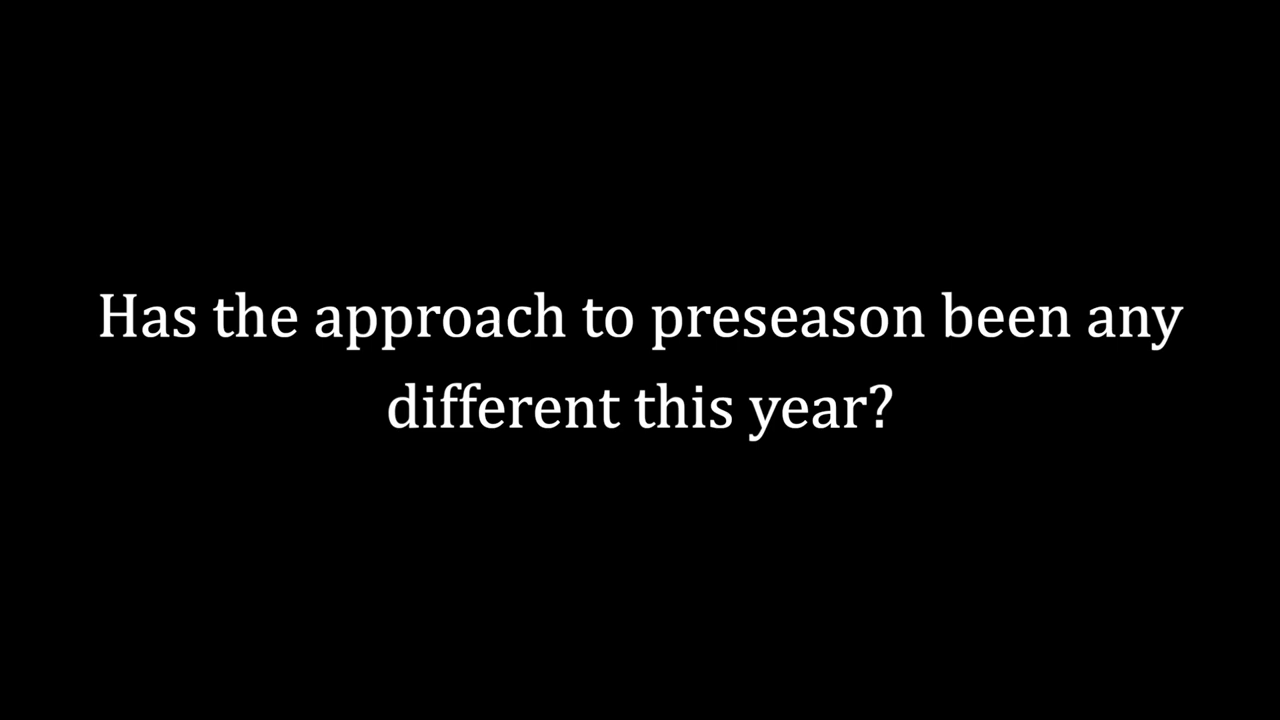 Has the approach to preseason been any
different this year?